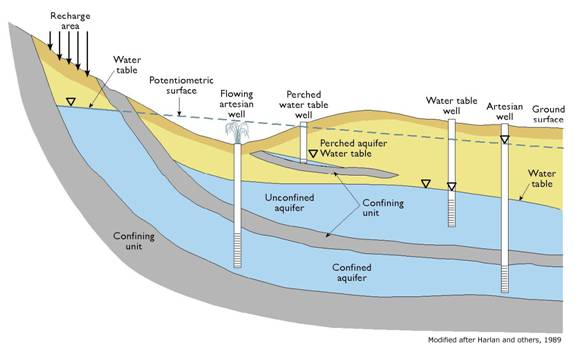 Recharge
area
Water
table
Potentiometric
surface
Flowing
artesian
well
Perched
water table
well
Water table
well
Artesian
well
Ground
surface
Perched aquifer
Water table
Water
table
Unconfined
aquifer
Confining
unit
Confining
unit
Confined
aquifer
Modified after Harlan and others, 1989